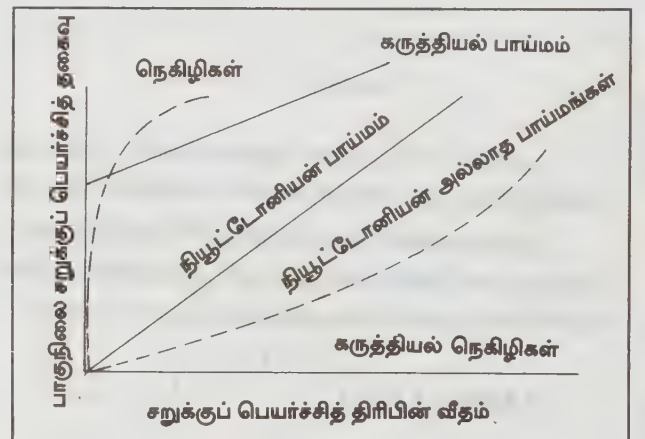 கருத்தியல் பாய்மம்
நெகிழிகள்
பாகுநிலை சறுக்குப் பெயர்ச்சித் தகைவு
நியூட்டோனியன் பாய்மம்
நியூட்டோனியன் அல்லாத பாய்மங்கள்
கருத்தியல் நெகிழிகள்
சறுக்குப் பெயர்ச்சித் திரிபின் வீதம்